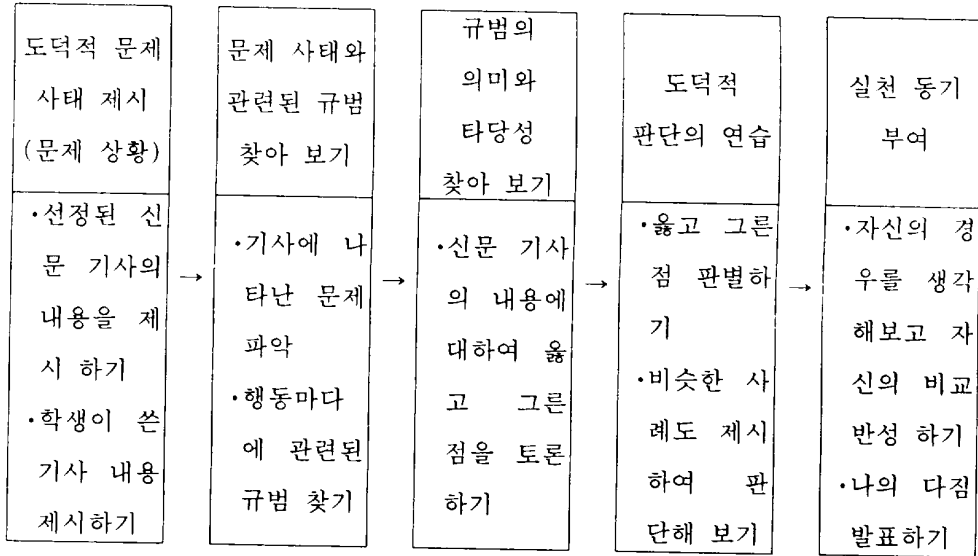 도덕적 문제
사태 제시
(문제 상황)
·선정된 신
문 기사의
내용을 제
시 하기
·학생이 쓴
기사 내용
제시하기
→
문제 사태와
관련된 규범
찾아 보기
·기사에 나
타난 문제
파악
·행동마다
에 관련된
규범 찾기
→
규범의
의미와
타당성
찾아 보기
·신문 기사
의 내용에
대하여 옳
고 그른
점을 토론
하기
→
도덕적
판단의 연습
·옳고 그른
점 판별하
기
·비슷한 사
례도 제시
하여 판
단해 보기
→
실천 동기
부여
·자신의 경
우를 생각
해보고 자
신의 비교
반성 하기
·나의 다짐
발표하기